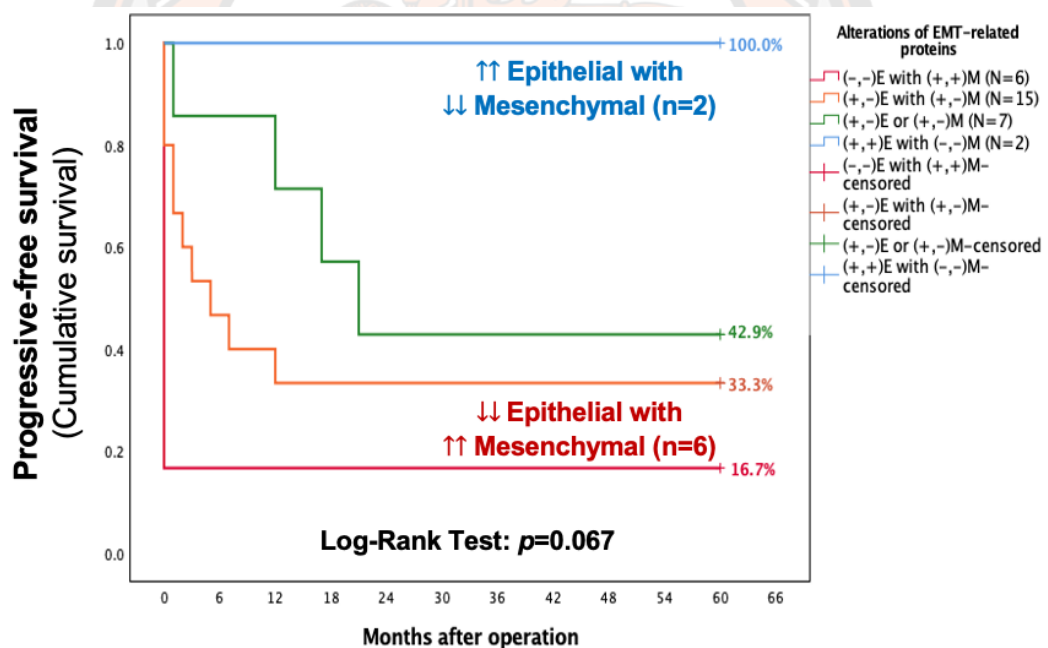 Progressive-free survival
(Cumulative survival)
1.0
0.8
0.6
0.4
0.2
0.0
100.0%
↑↑ Epithelial with
↓↓ Mesenchymal (n=2)
42.9%
33.3%
↓↓ Epithelial with
↑↑ Mesenchymal (n=6)
16.7%
Log-Rank Test: p=0.067
0 6 12 18 24 30 36 42 48 54 60 66
Months after operation
Alterations of EMT-related
proteins
(-,-)E with (+,+)M (N=6)
(+,-)E with (+,-)M (N=15)
(+,-)E or (+,-)M (N=7)
(+,+)E with (-,-)M (N=2)
(-,-)E with (+,+)M-
censored
(+,-)E with (+,-)M-
censored
(+,-)E or (+,-)M-censored
(+,+)E with (-,-)M-
censored